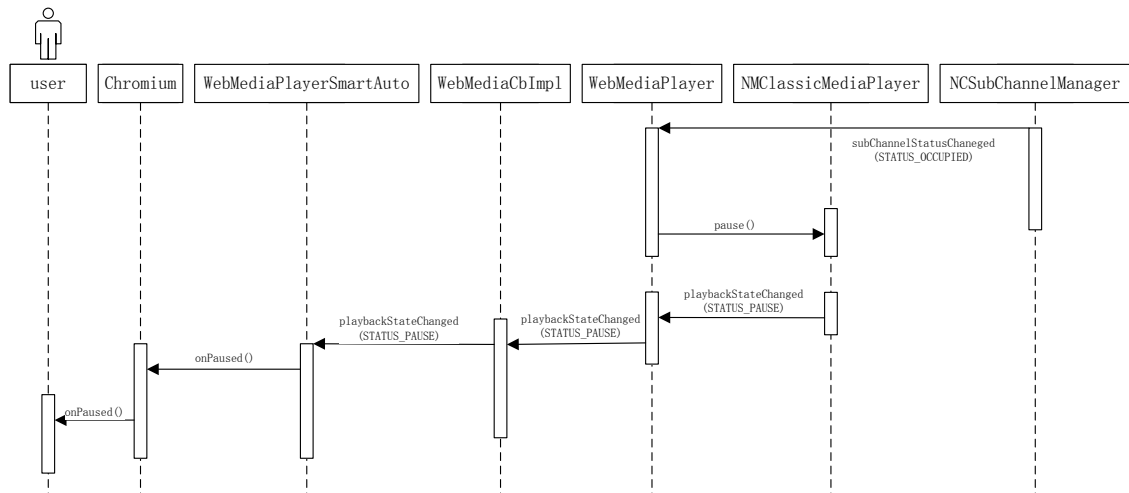 user
Chromium
WebMediaPlayerSmartAuto
WebMediaCbImpl
WebMediaPlayer
NMClassicMediaPlayer
NCSubChannelManager
subChannelStatusChaneged
(STATUS_OCCUPIED)
pause()
playbackStateChanged
(STATUS_PAUSE)
playbackStateChanged
(STATUS_PAUSE)
playbackStateChanged
(STATUS_PAUSE)
onPaused()
onPaused()